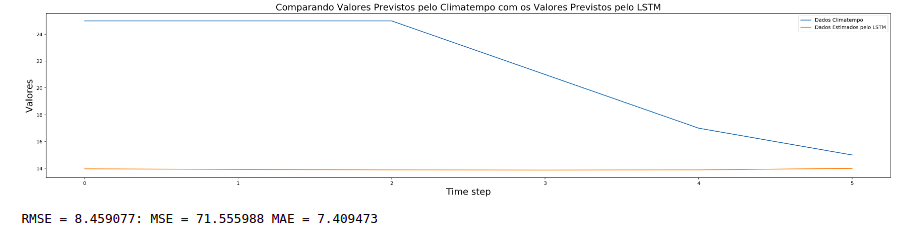 Comparando Valores Previstos pelo Climatempo com os Valores Previstos pelo LSTM
Dados Climatempo
Dados Estimados pelo LSTM
Valores
24
22
20
18
16
14
0 1 2 3 4 5
Time step
RMSE = 8.459077: MSE = 71.555988 MAE = 7.409473